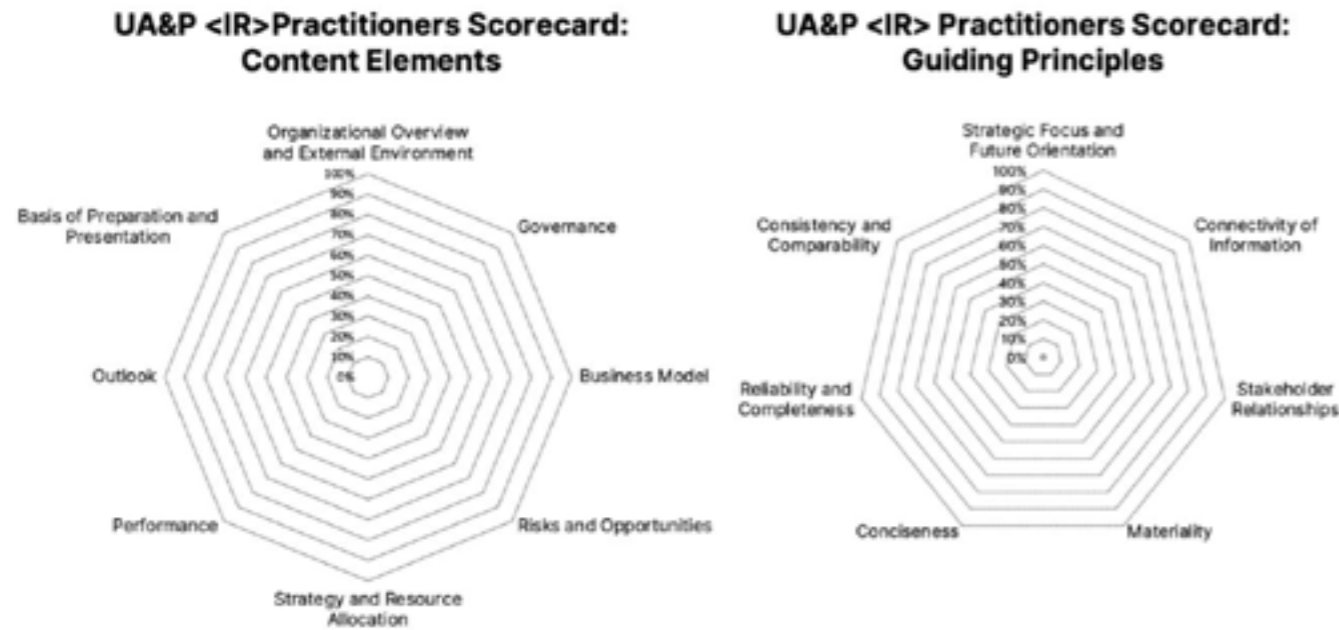 UA&P <IR>Practitioners Scorecard:
Content Elements
Organizational Overview
and External Environment
100%
90%
80%
70%
60%
50%
40%
30%
20%
10%
0%
Governance
Business Model
Risks and Opportunities
Strategy and Resource
Allocation
Performance
Outlook
Basis of Preparation and
Presentation
UA&P <IR> Practitioners Scorecard:
Guiding Principles
Strategic Focus and
Future Orientation
100%
90%
80%
70%
60%
50%
40%
30%
20%
10%
0%
Connectivity of
Information
Stakeholder
Relationships
Materiality
Conciseness
Reliability and
Completeness
Consistency and
Comparability